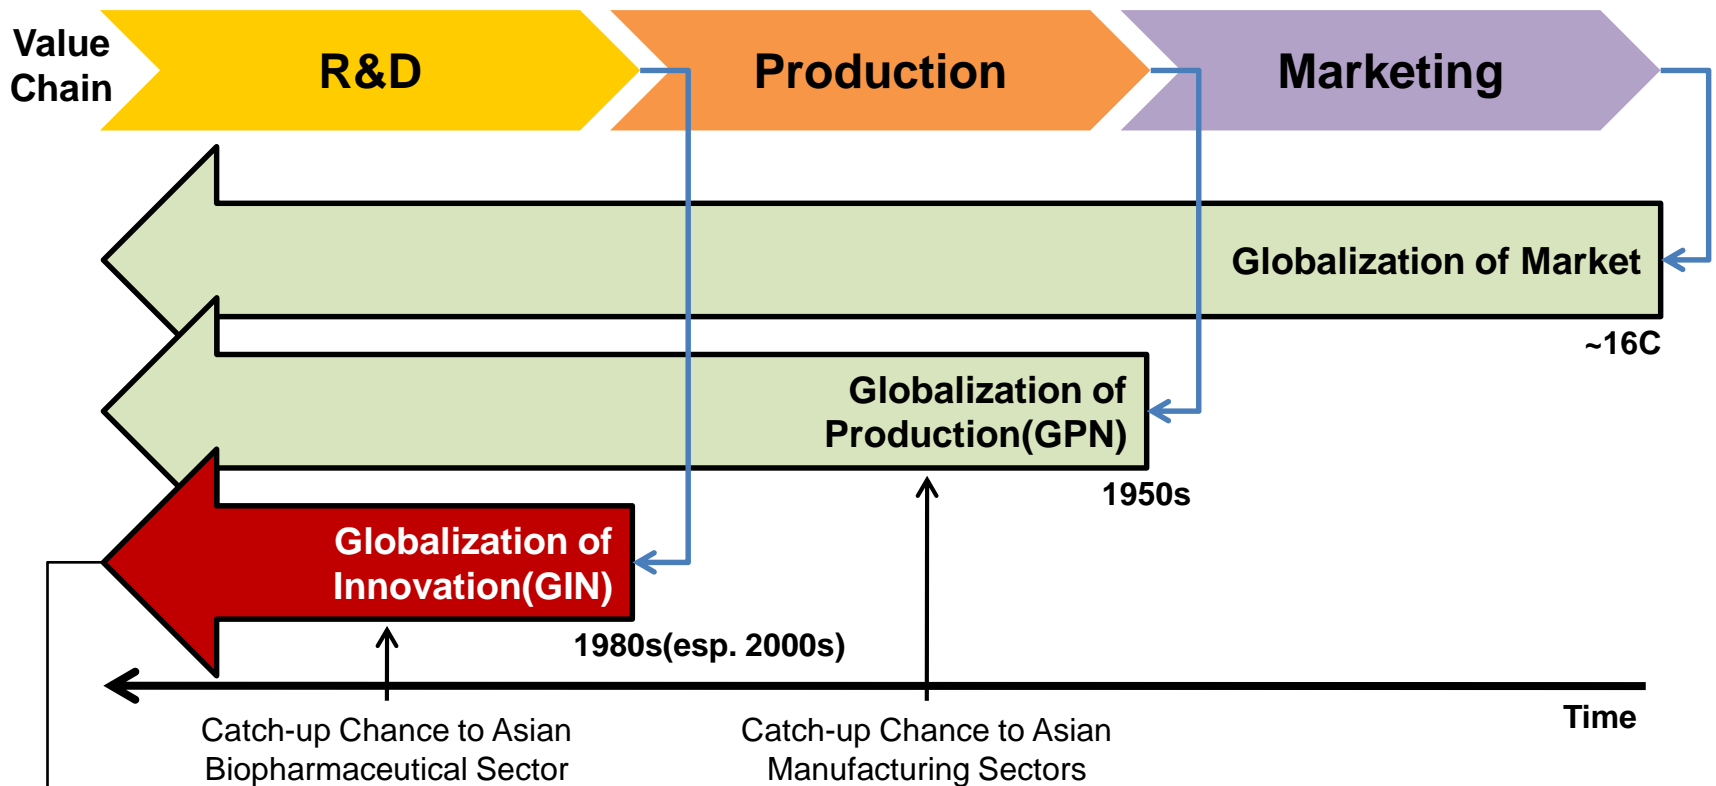 Value
Chain
R&D
Production
Marketing
Globalization of Market
~16C
Globalization of
Production(GPN)
1950s
Globalization of
Innovation(GIN)
1980s(esp. 2000s)
Time
Catch-up Chance to Asian
Biopharmaceutical Sector
Catch-up Chance to Asian
Manufacturing Sectors